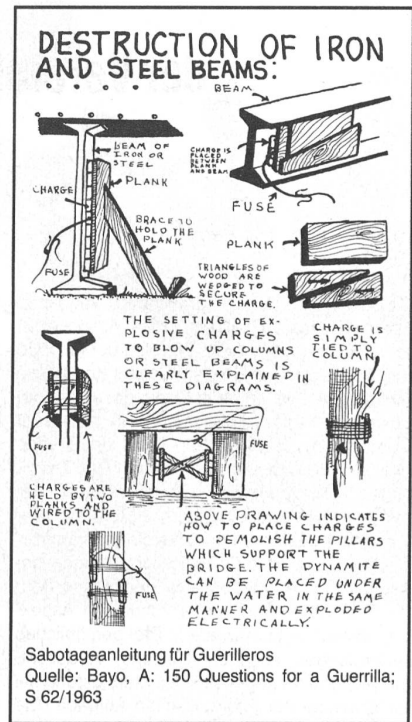 DESTRUCTION OF IRON
AND STEEL BEAMS:
BEAM
BEAM OF
IRON OR
STEEL
PLANK
CHARGE
BRACE TO
HOLD THE
PLANK
FUSE
CHARGE IS
PLACED
BETWEEN
PLANK
AND BEAM
FUSE
PLANK
TRIANGLES OF
WOOD ARE
WEDGED TO
SECURE
THE CHARGE.
THE SETTING OF EX-
PLOSIVE CHARGES
TO BLOW UP COLUMNS
OR STEEL BEAMS IS
CLEARLY EXPLAINED IN
THESE DIAGRAMS.
CHARGE IS
SIMPLY
TIED TO
COLUMN
FUSE
CHARGES ARE
HELD BY TWO
PLANKS AND
WIRED TO THE
COLUMN.
FUSE
ABOVE DRAWING INDICATES
HOW TO PLACE CHARGES
TO DEMOLISH THE PILLARS
WHICH SUPPORT THE
BRIDGE. THE DYNAMITE
CAN BE PLACED UNDER
THE WATER IN THE SAME
MANNER AND EXPLODED
ELECTRICALLY.
FUSE
Sabotageanleitung für Guerilleros
Quelle: Bayo, A: 150 Questions for a Guerrilla;
S 62/1963